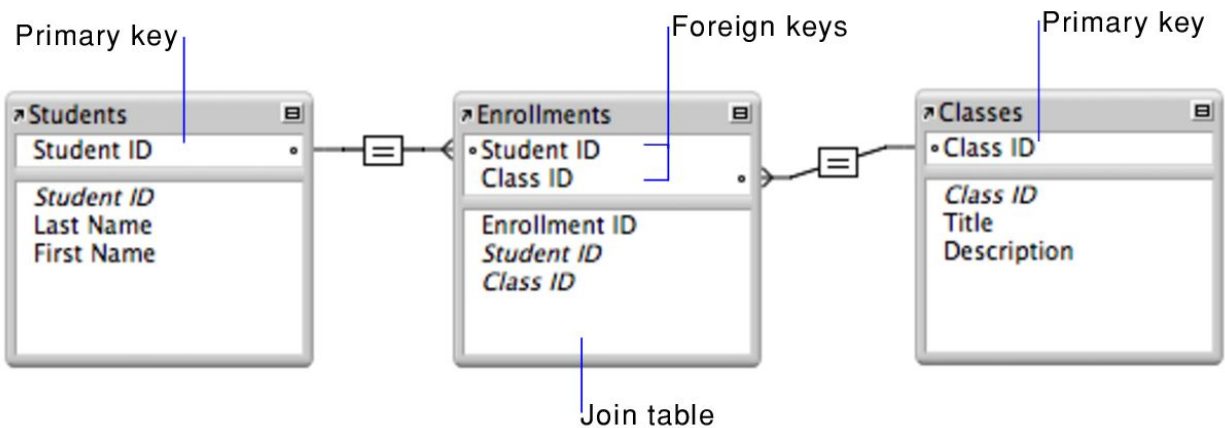 Primary key
Foreign keys
Primary key
Students
Student ID
Student ID
Last Name
First Name
Enrollments
Student ID
Class ID
Enrollment ID
Student ID
Class ID
Classes
Class ID
Class ID
Title
Description
Join table